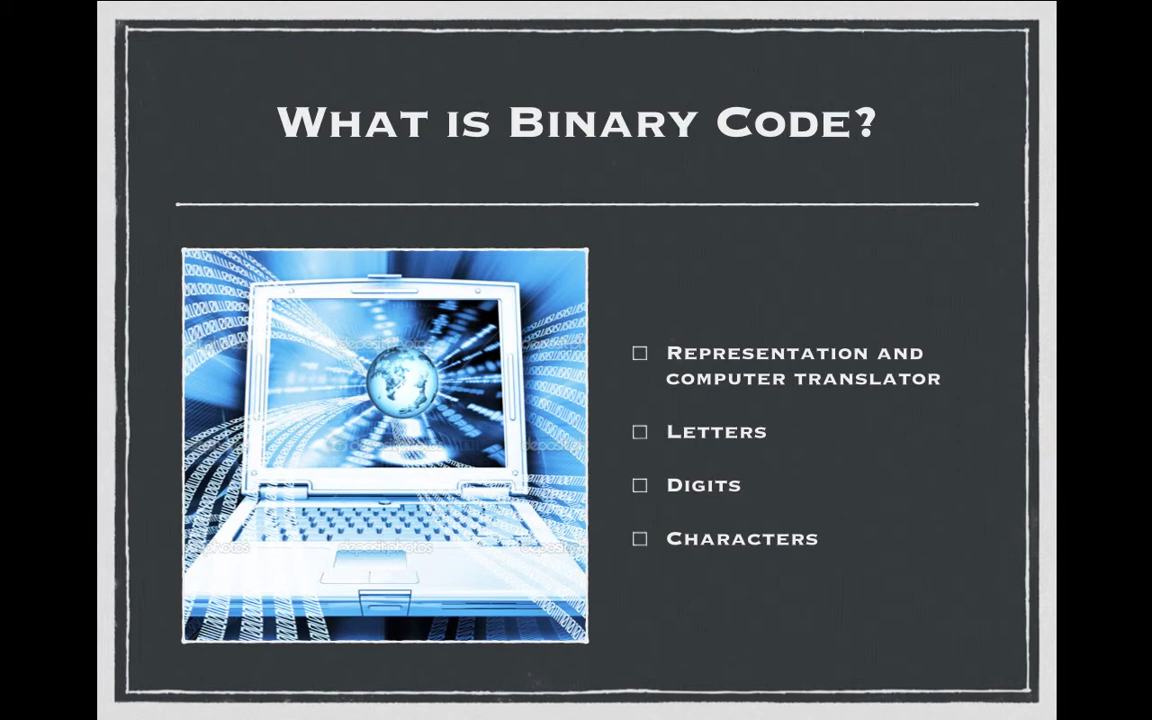 What is Binary Code?
Representation and
computer translator
Letters
Digits
Characters